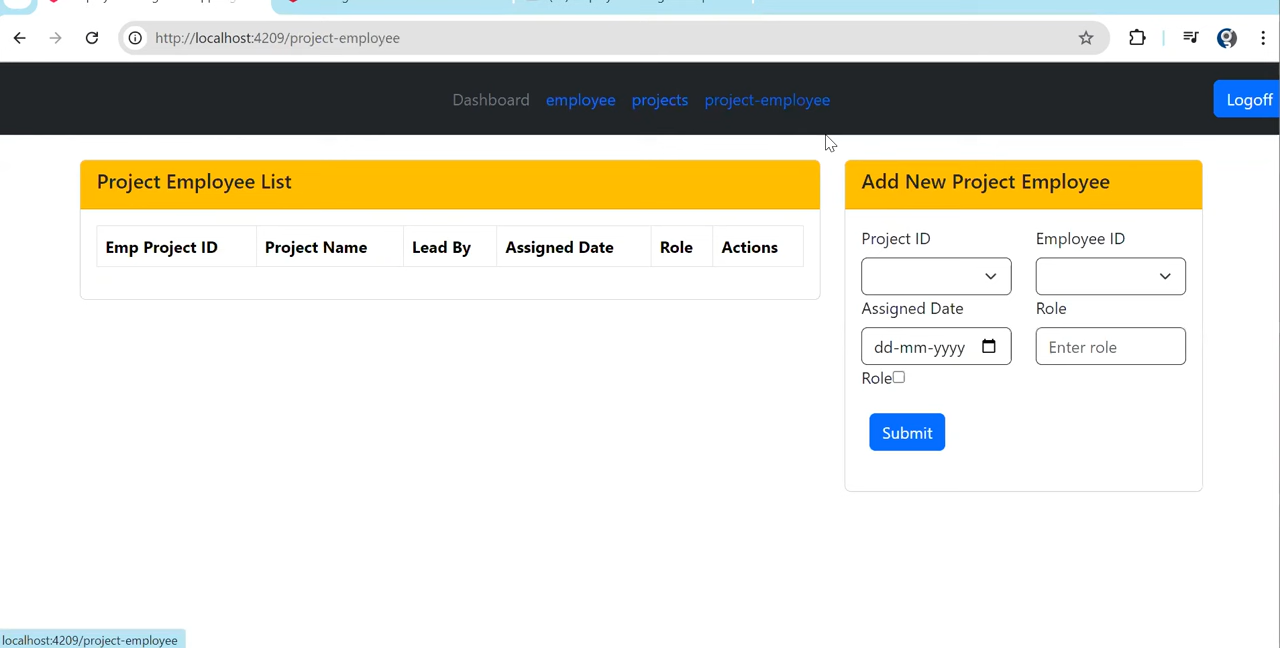 http://localhost:4209/project-employee
Dashboard employee projects project-employee
Logoff
Project Employee List
Emp Project ID Project Name Lead By Assigned Date Role Actions
Add New Project Employee
Project ID Employee ID
Assigned Date Role
dd-mm-yyyy Enter role
Role
Submit
localhost:4209/project-employee